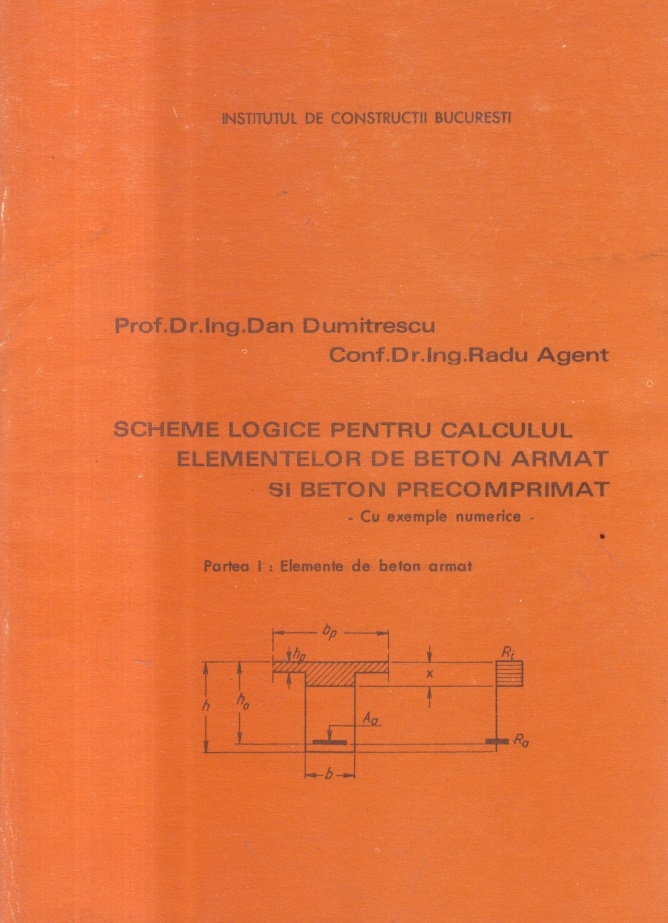 INSTITUTUL DE CONSTRUCTII BUCURESTI
Prof.Dr.Ing.Dan Dumitrescu
Conf.Dr.Ing.Radu Agent
SCHEME LOGICE PENTRU CALCULUL
ELEMENTELOR DE BETON ARMAT
SI BETON PRECOMPRIMAT
- Cu exemple numerice -
Partea I : Elemente de beton armat
bp
hp
Ri
x
h
ho
Aa
Ra
b